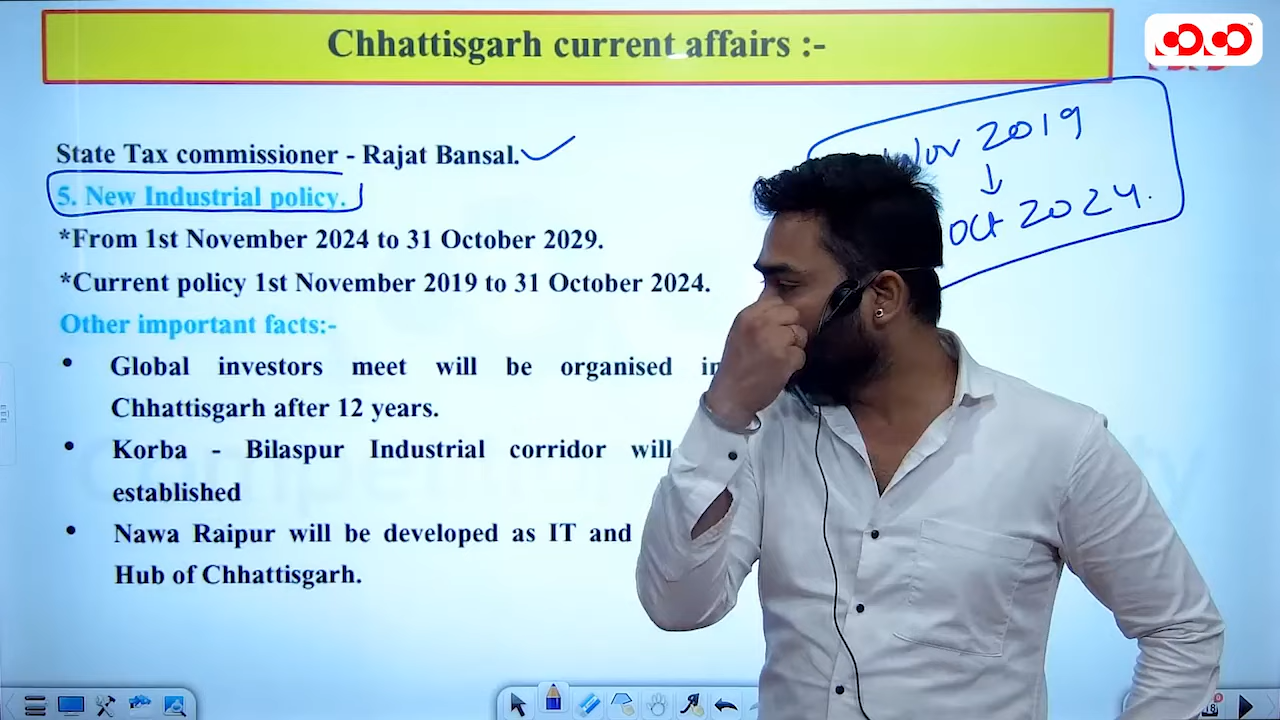 Chhattisgarh current affairs :-
Nov 2019
↓
Oct 2024.
State Tax commissioner - Rajat Bansal.
5. New Industrial policy.
*From 1st November 2024 to 31 October 2029.
*Current policy 1st November 2019 to 31 October 2024.
Other important facts:-
• Global investors meet will be organised in
Chhattisgarh after 12 years.
• Korba - Bilaspur Industrial corridor will
established
• Nawa Raipur will be developed as IT and
Hub of Chhattisgarh.
18